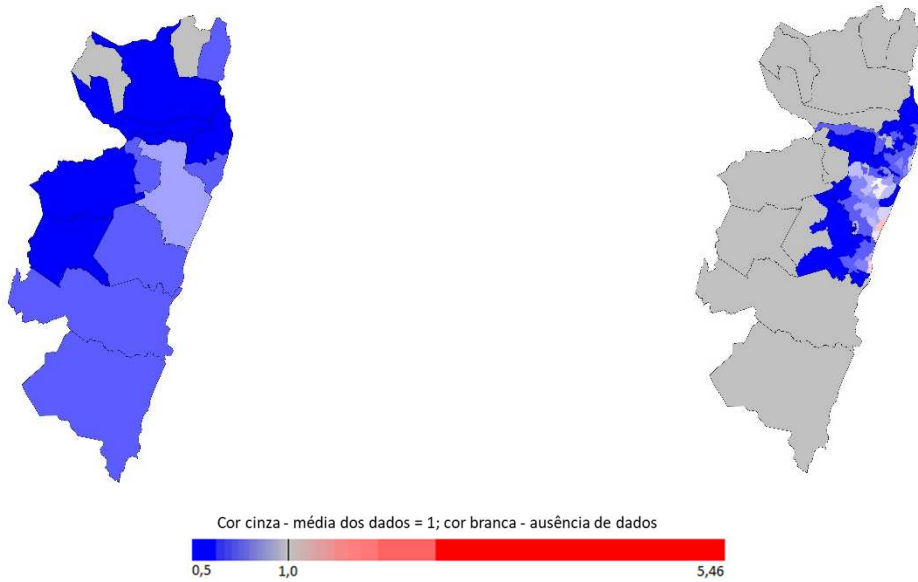 Cor cinza - média dos dados = 1; cor branca - ausência de dados
0,5 1,0 5,46